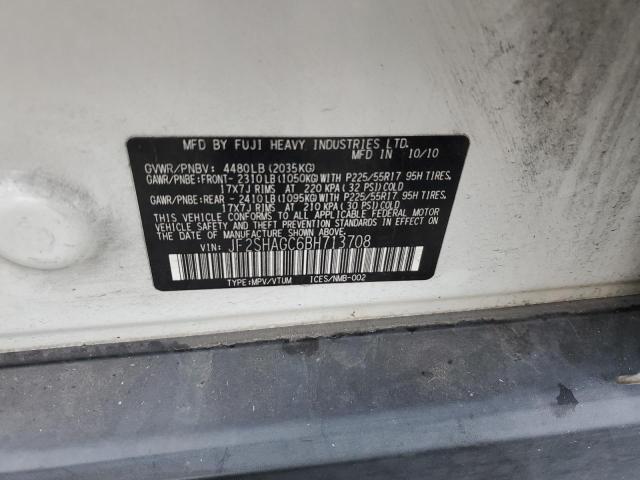 MFD BY FUJI HEAVY INDUSTRIES LTD.
MFD IN 10/10
GVWR/PNBV: 4480LB(2035KG)
GAWR/PNBE:FRONT-2310LB(1050KG)WITH P225/55R17 95H TIRES,
17X7J RIMS AT 220 KPA(32 PSI)COLD
GAWR/PNBE:REAR -2410LB(1095KG)WITH P225/55R17 95H TIRES,
17X7J RIMS AT 210 KPA(30 PSI)COLD
THIS VEHICLE CONFORMS TO ALL APPLICABLE FEDERAL MOTOR
VEHICLE SAFETY AND THEFT PREVENTION STANDARDS
IN EFFECT ON THE DATE OF MANUFACTURE SHOWN ABOVE.
VIN: JF2SHAGC6BH713708
TYPE:MPV/VTUM ICES/NMB-002